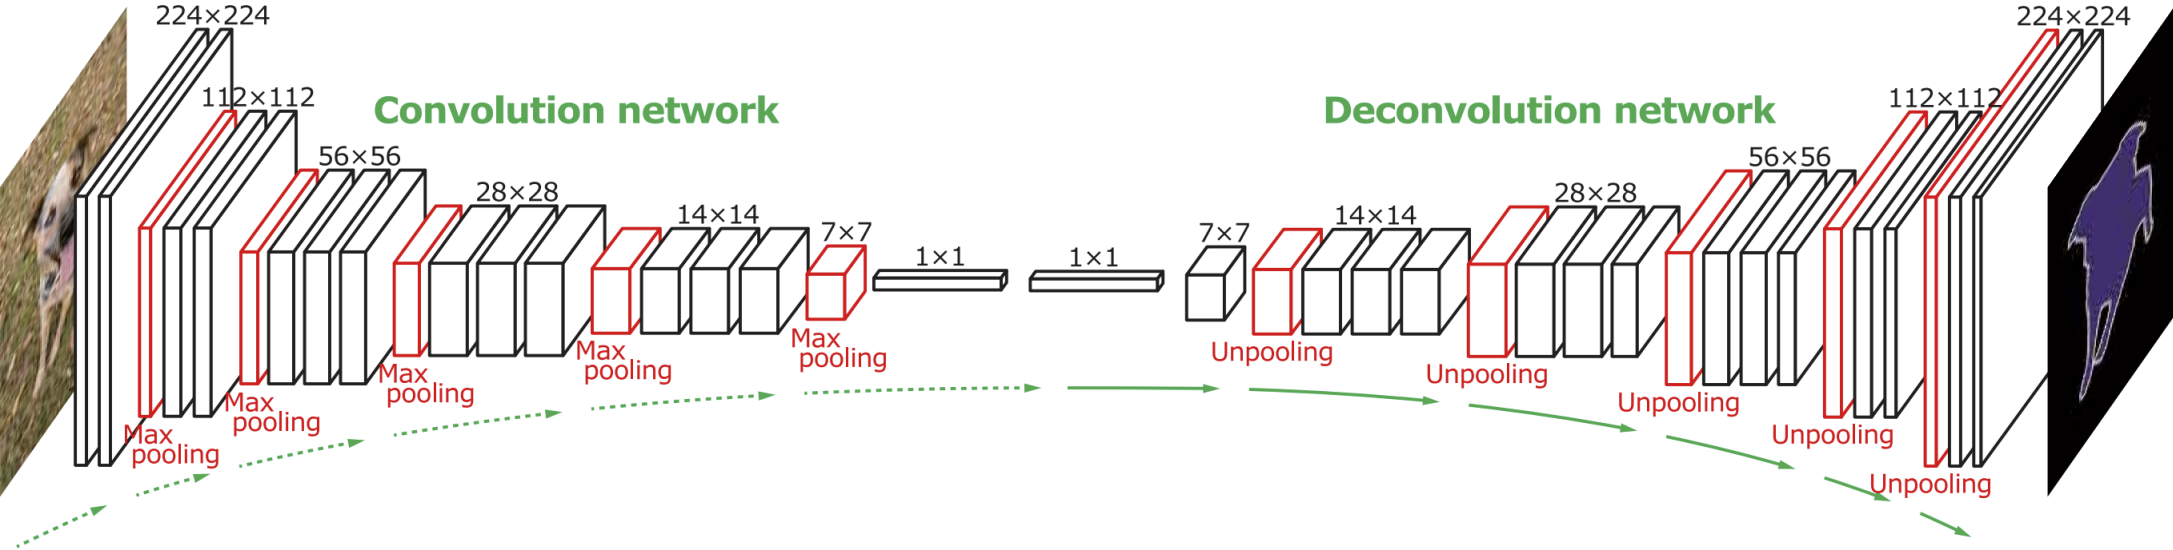 224×224
112×112
Convolution network
56×56
28×28
14×14
7×7
1×1
1×1
7×7
14×14
28×28
Deconvolution network
56×56
112×112
224×224
Max
pooling
Max
pooling
Max
pooling
Max
pooling
Max
pooling
Unpooling
Unpooling
Unpooling
Unpooling
Unpooling